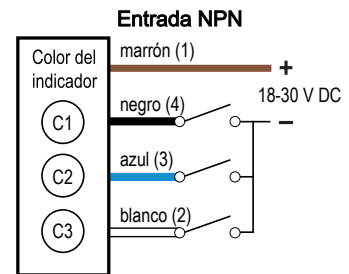 Entrada NPN
Color del
indicador
marrón (1)
+
18-30 V DC
negro (4)
–
C1
azul (3)
C2
blanco (2)
C3